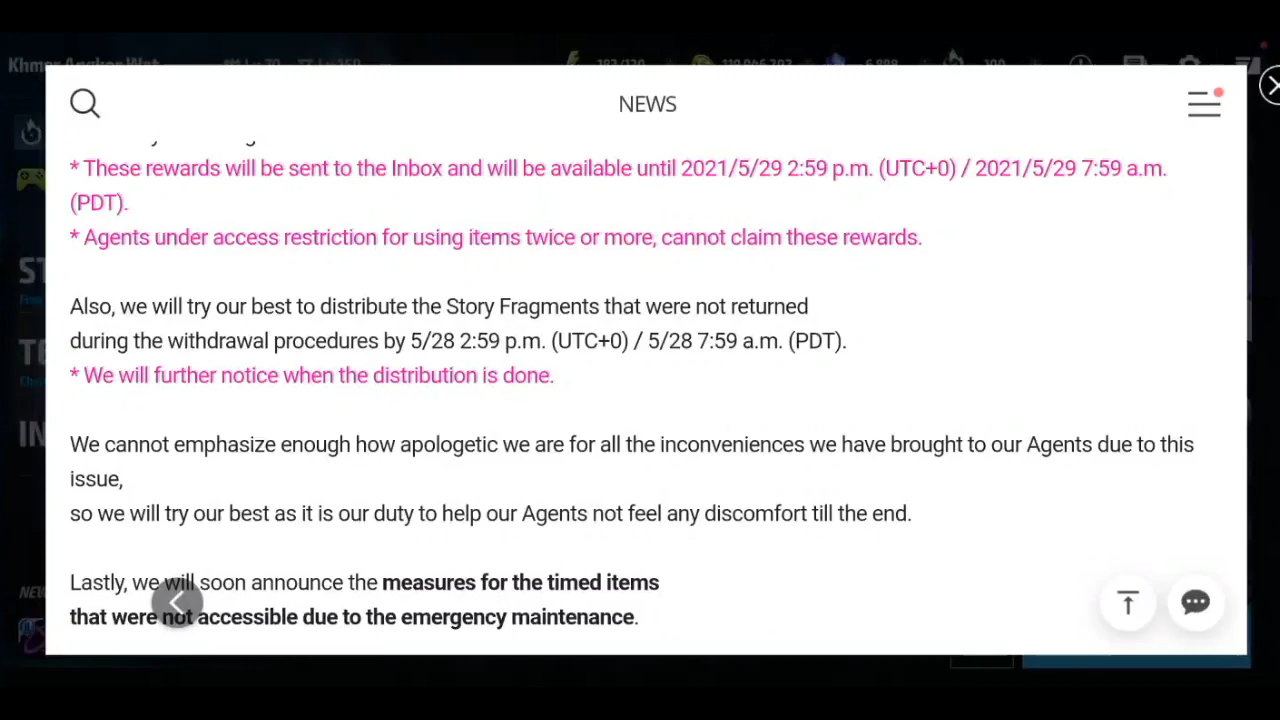 NEWS
* These rewards will be sent to the Inbox and will be available until 2021/5/29 2:59 p.m. (UTC+0) / 2021/5/29 7:59 a.m.
(PDT).
* Agents under access restriction for using items twice or more, cannot claim these rewards.
Also, we will try our best to distribute the Story Fragments that were not returned
during the withdrawal procedures by 5/28 2:59 p.m. (UTC+0) / 5/28 7:59 a.m. (PDT).
* We will further notice when the distribution is done.
We cannot emphasize enough how apologetic we are for all the inconveniences we have brought to our Agents due to this
issue,
so we will try our best as it is our duty to help our Agents not feel any discomfort till the end.
Lastly, we will soon announce the measures for the timed items
that were not accessible due to the emergency maintenance.